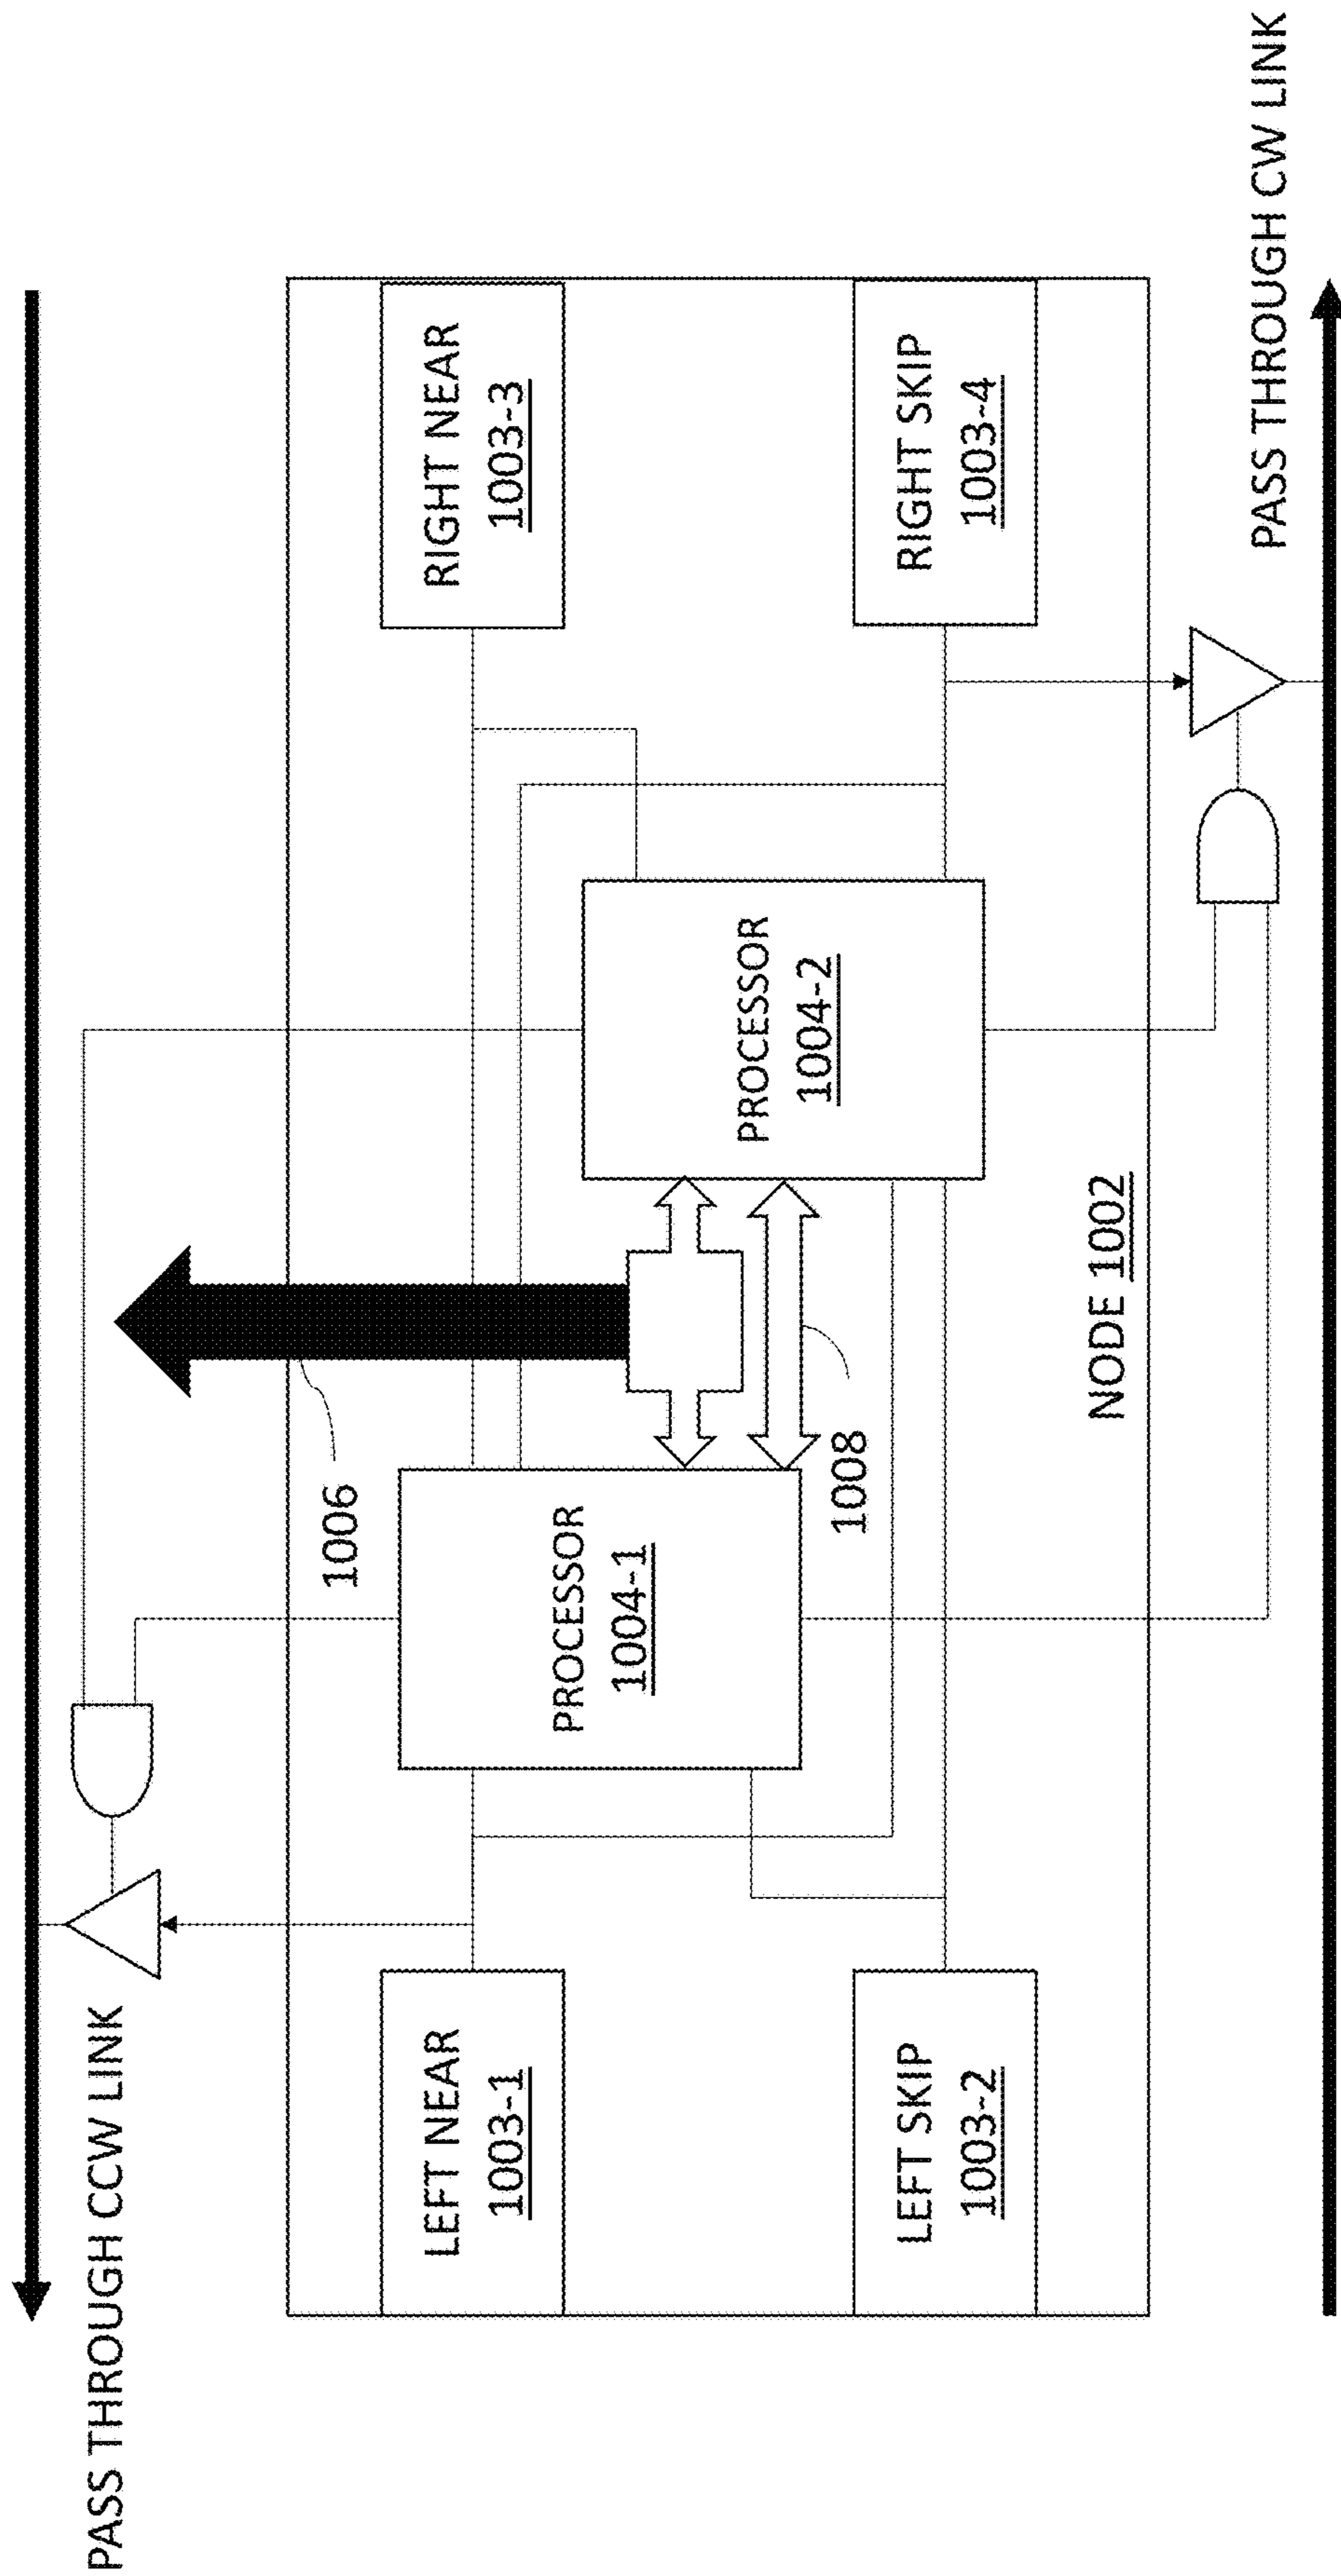 PASS THROUGH CCW LINK
LEFT NEAR
1003-1
RIGHT NEAR
1003-3
1006
PROCESSOR
1004-1
PROCESSOR
1004-2
1008
LEFT SKIP
1003-2
RIGHT SKIP
1003-4
NODE 1002
PASS THROUGH CW LINK